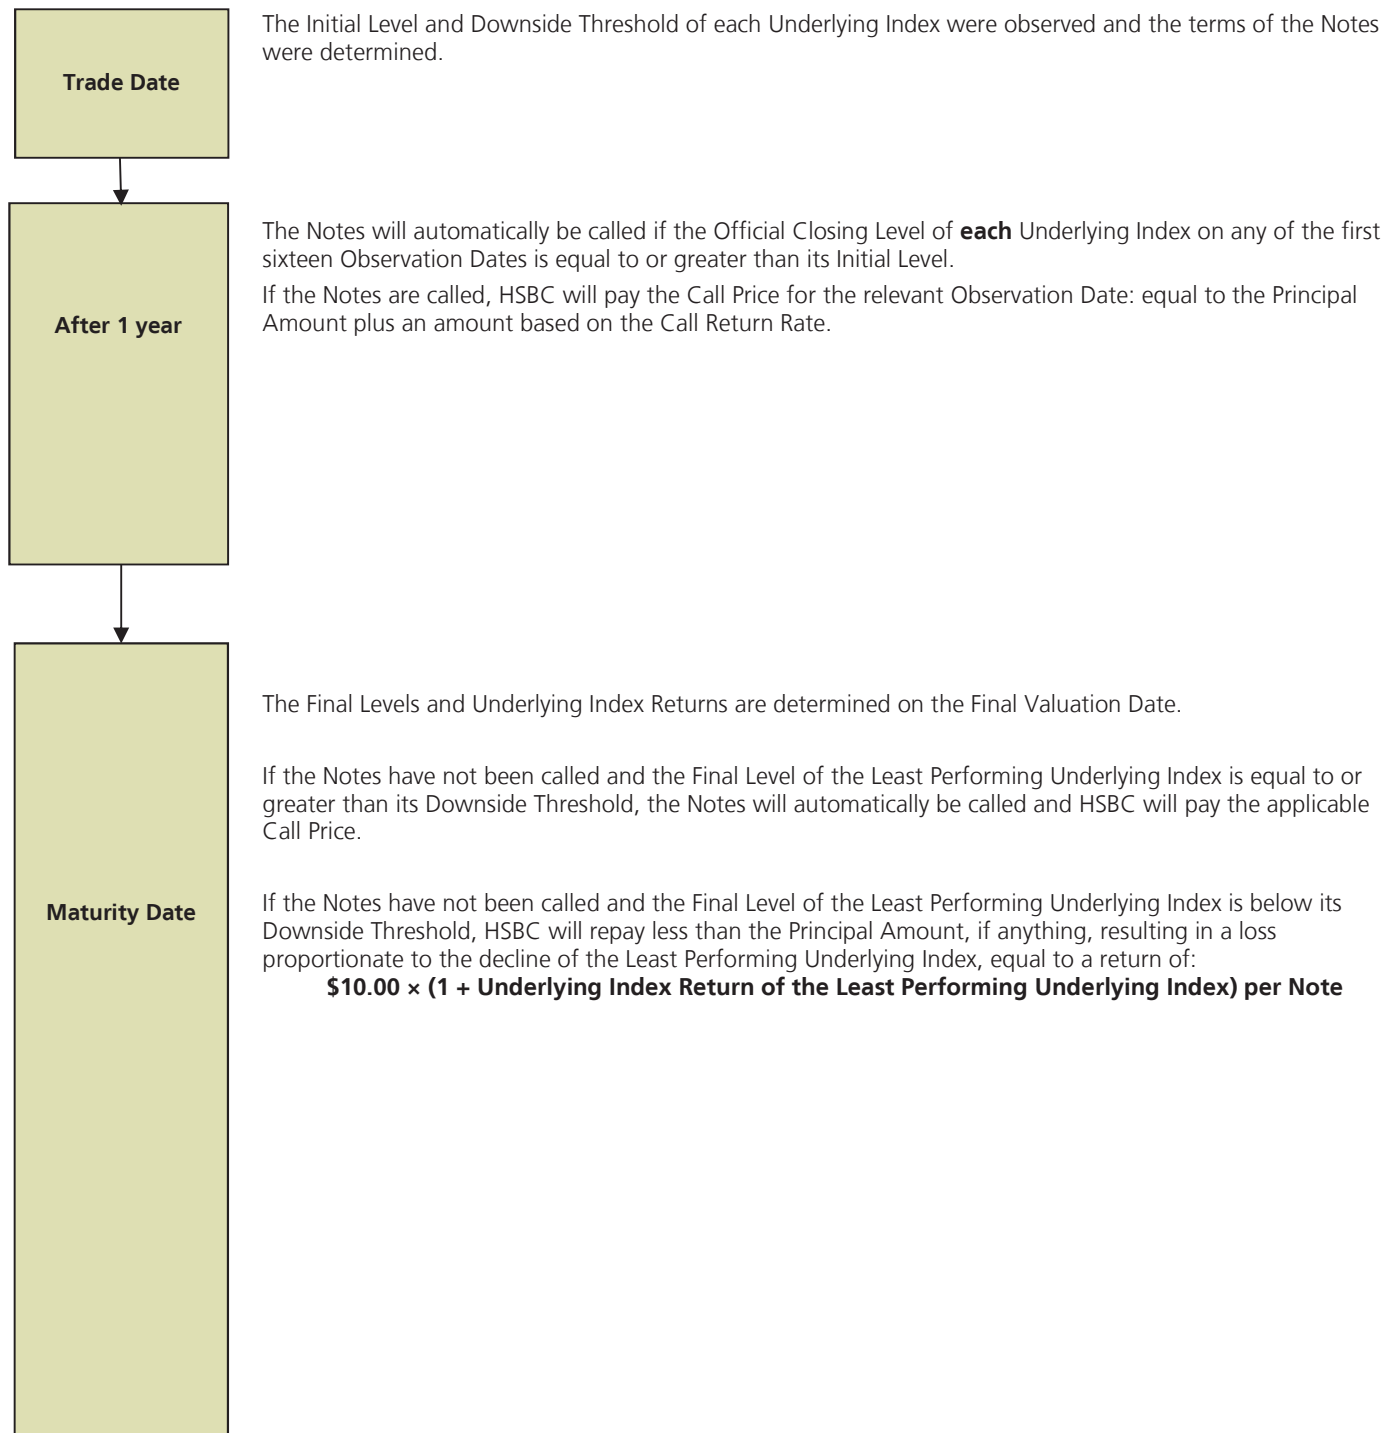 Trade Date
The Initial Level and Downside Threshold of each Underlying Index were observed and the terms of the Notes
were determined.
After 1 year
The Notes will automatically be called if the Official Closing Level of each Underlying Index on any of the first
sixteen Observation Dates is equal to or greater than its Initial Level.
If the Notes are called, HSBC will pay the Call Price for the relevant Observation Date: equal to the Principal
Amount plus an amount based on the Call Return Rate.
Maturity Date
The Final Levels and Underlying Index Returns are determined on the Final Valuation Date.
If the Notes have not been called and the Final Level of the Least Performing Underlying Index is equal to or
greater than its Downside Threshold, the Notes will automatically be called and HSBC will pay the applicable
Call Price.
If the Notes have not been called and the Final Level of the Least Performing Underlying Index is below its
Downside Threshold, HSBC will repay less than the Principal Amount, if anything, resulting in a loss
proportionate to the decline of the Least Performing Underlying Index, equal to a return of:
$10.00 × (1 + Underlying Index Return of the Least Performing Underlying Index) per Note